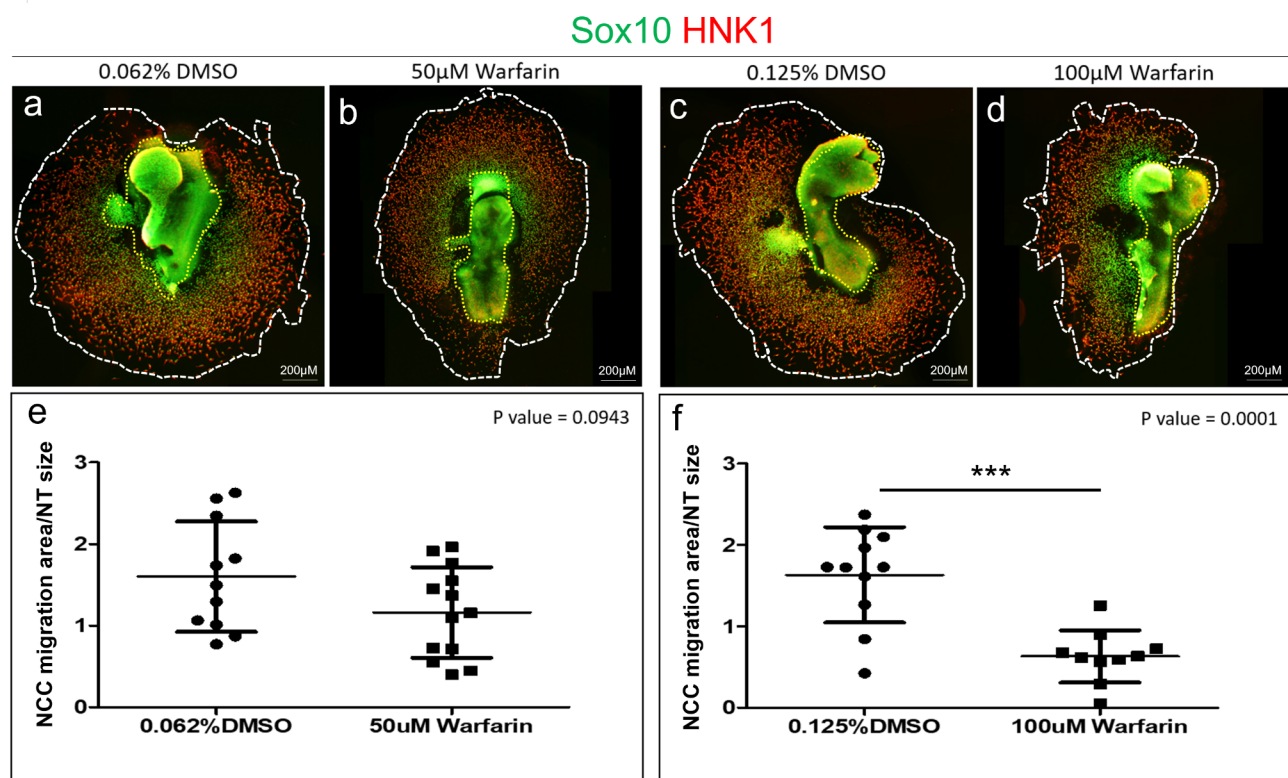 Sox10 HNK1
0.062% DMSO
50µM Warfarin
0.125% DMSO
100µM Warfarin
a
b
c
d
200µM
200µM
200µM
200µM
e
P value = 0.0943
NCC migration area/NT size
3
2
1
0
0.062%DMSO
50uM Warfarin
f
P value = 0.0001
NCC migration area/NT size
3
2
1
0
***
0.125%DMSO
100uM Warfarin